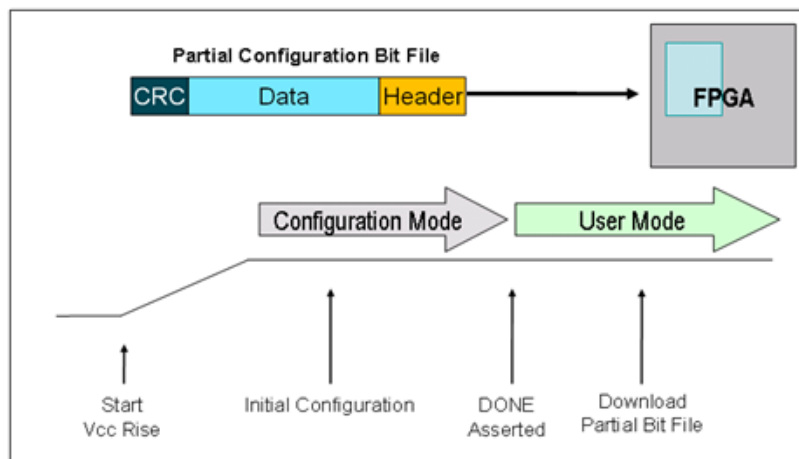 Partial Configuration Bit File
CRC
Data
Header
FPGA
Configuration Mode
User Mode
Start
Vcc Rise
Initial Configuration
DONE
Asserted
Download
Partial Bit File